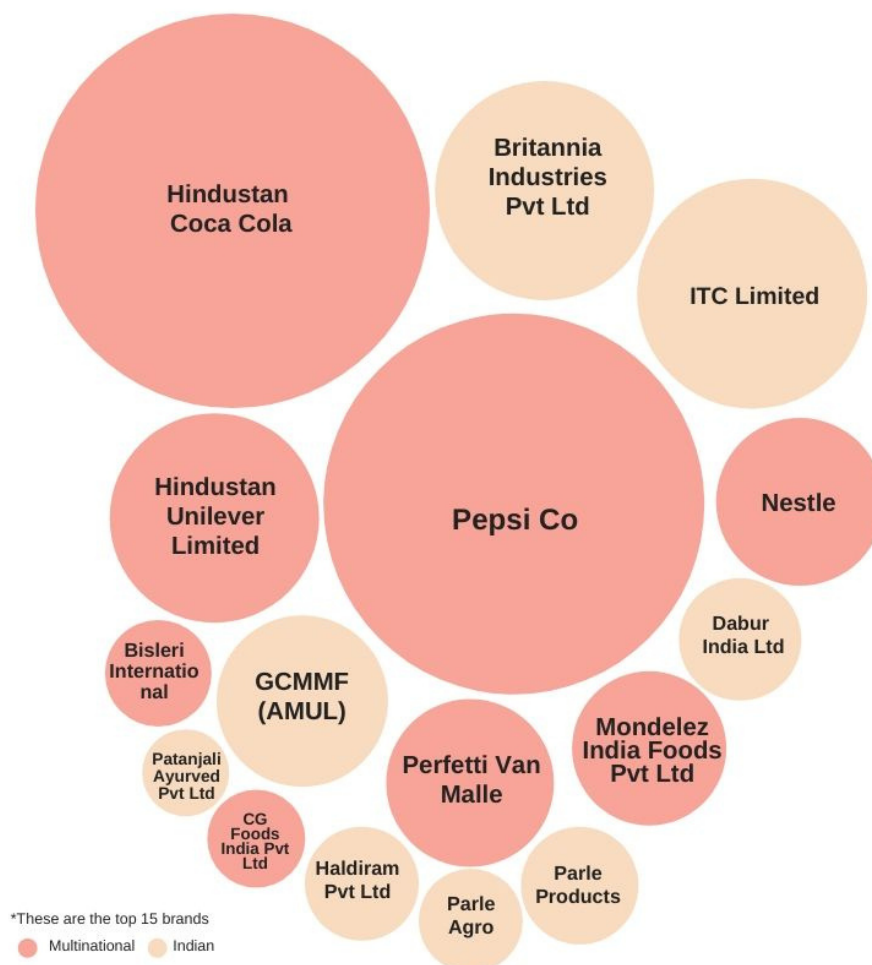 Hindustan
Coca Cola
Britannia
Industries
Pvt Ltd
ITC Limited
Hindustan
Unilever
Limited
Pepsi Co
Nestle
Dabur
India Ltd
Bisleri
Internatio
nal
GCMMF
(AMUL)
Mondelez
India Foods
Pvt Ltd
Perfetti Van
Malle
Patanjali
Ayurved
Pvt Ltd
CG
Foods
India Pvt
Ltd
Haldiram
Pvt Ltd
Parle
Agro
Parle
Products
*These are the top 15 brands
Multinational
Indian